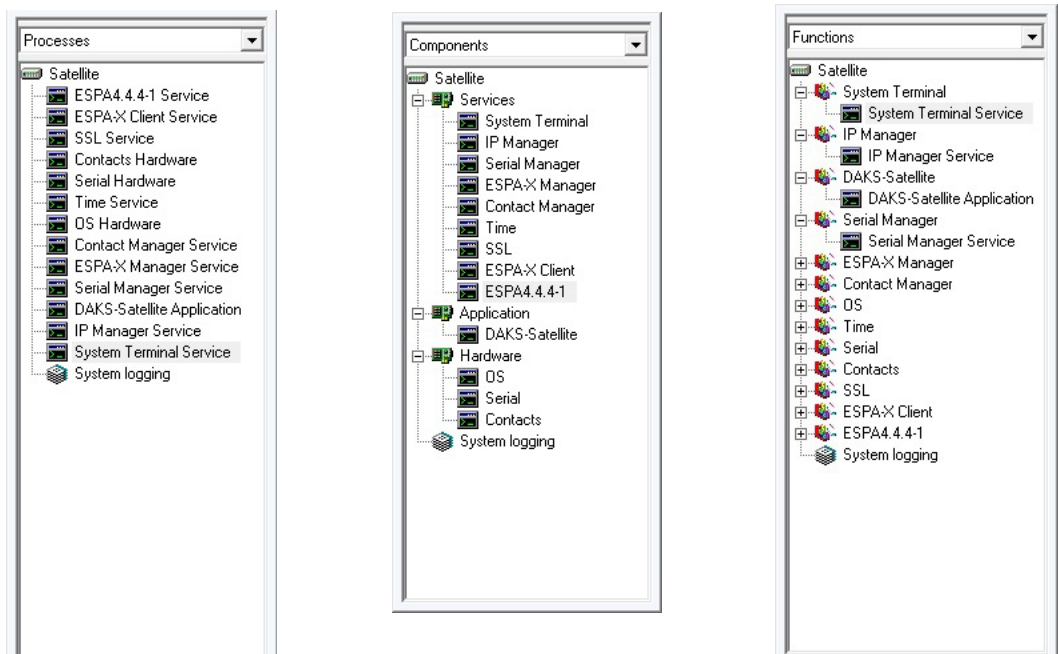 Processes
Satellite
ESPA4.4.4-1 Service
ESPA-X Client Service
SSL Service
Contacts Hardware
Serial Hardware
Time Service
OS Hardware
Contact Manager Service
ESPA-X Manager Service
Serial Manager Service
DAKS-Satellite Application
IP Manager Service
System Terminal Service
System logging
Components
Satellite
Services
System Terminal
IP Manager
Serial Manager
ESPA-X Manager
Contact Manager
Time
SSL
ESPA-X Client
ESPA4.4.4-1
Application
DAKS-Satellite
Hardware
OS
Serial
Contacts
System logging
Functions
Satellite
System Terminal
System Terminal Service
IP Manager
IP Manager Service
DAKS-Satellite
DAKS-Satellite Application
Serial Manager
Serial Manager Service
ESPA-X Manager
Contact Manager
OS
Time
Serial
Contacts
SSL
ESPA-X Client
ESPA4.4.4-1
System logging